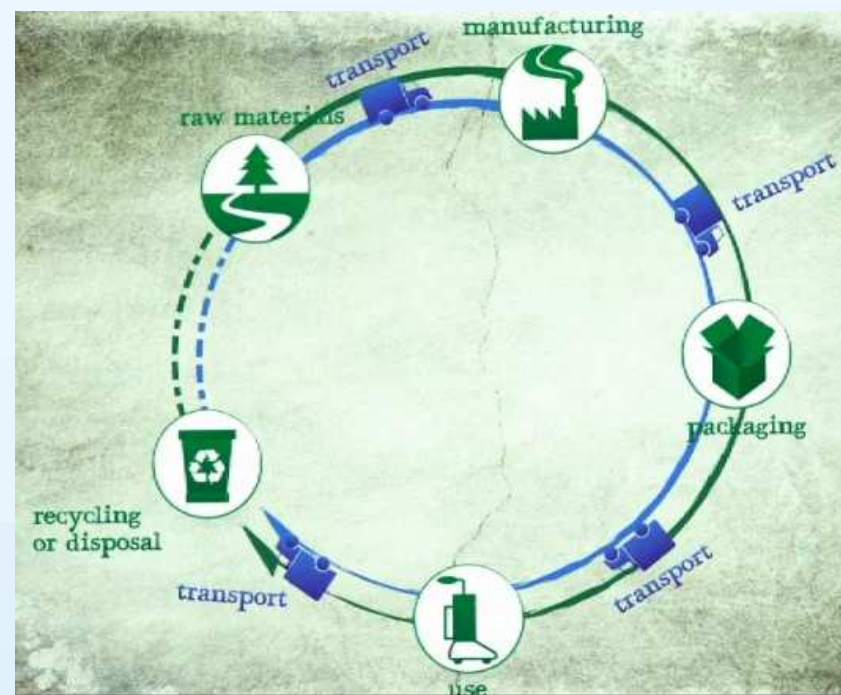 manufacturing
transport
raw materials
transport
packaging
recycling
or disposal
transport
transport
use